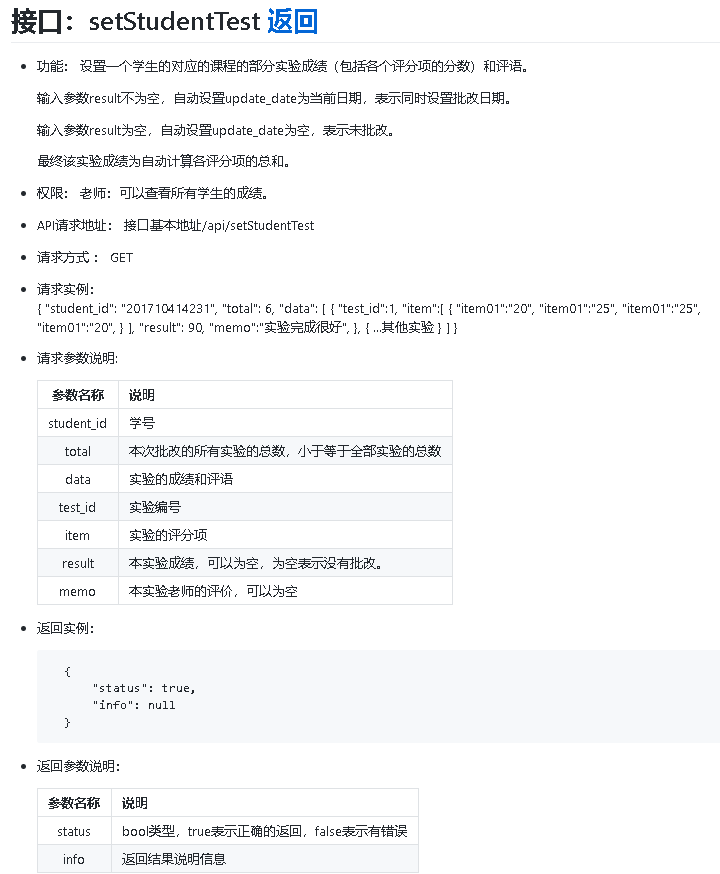 接口：setStudentTest 返回
功能： 设置一个学生的对应的课程的部分实验成绩（包括各个评分项的分数）和评语。
输入参数result不为空，自动设置update_date为当前日期，表示同时设置批改日期。
输入参数result为空，自动设置update_date为空，表示未批改。
最终该实验成绩为自动计算各评分项的总和。
权限： 老师：可以查看所有学生的成绩。
API请求地址： 接口基本地址/api/setStudentTest
请求方式 ： GET
请求实例：
{ "student_id": "201710414231", "total": 6, "data": [ { "test_id":1, "item":[ { "item01":"20", "item01":"25", "item01":"25",
"item01":"20", } ], "result": 90, "memo":"实验完成很好", }, { ...其他实验 } ] }
请求参数说明:
参数名称 说明
student_id 学号
total 本次批改的所有实验的总数，小于等于全部实验的总数
data 实验的成绩和评语
test_id 实验编号
item 实验的评分项
result 本实验成绩，可以为空，为空表示没有批改。
memo 本实验老师的评价，可以为空
返回实例：
{
"status": true,
"info": null
}
返回参数说明：
参数名称 说明
status bool类型，true表示正确的返回，false表示有错误
info 返回结果说明信息